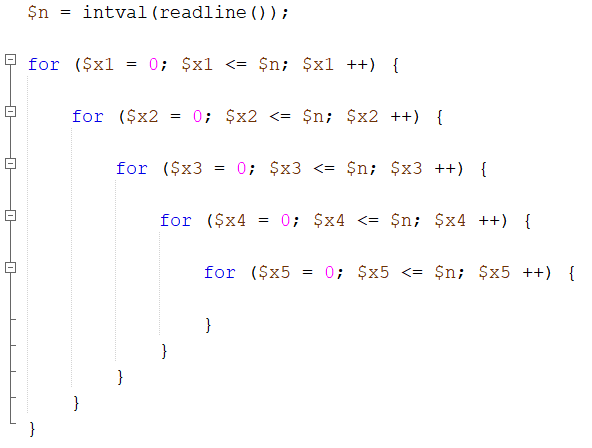 $n = intval(readline());
for ($x1 = 0; $x1 <= $n; $x1 ++) {
for ($x2 = 0; $x2 <= $n; $x2 ++) {
for ($x3 = 0; $x3 <= $n; $x3 ++) {
for ($x4 = 0; $x4 <= $n; $x4 ++) {
for ($x5 = 0; $x5 <= $n; $x5 ++) {
}
}
}
}
}